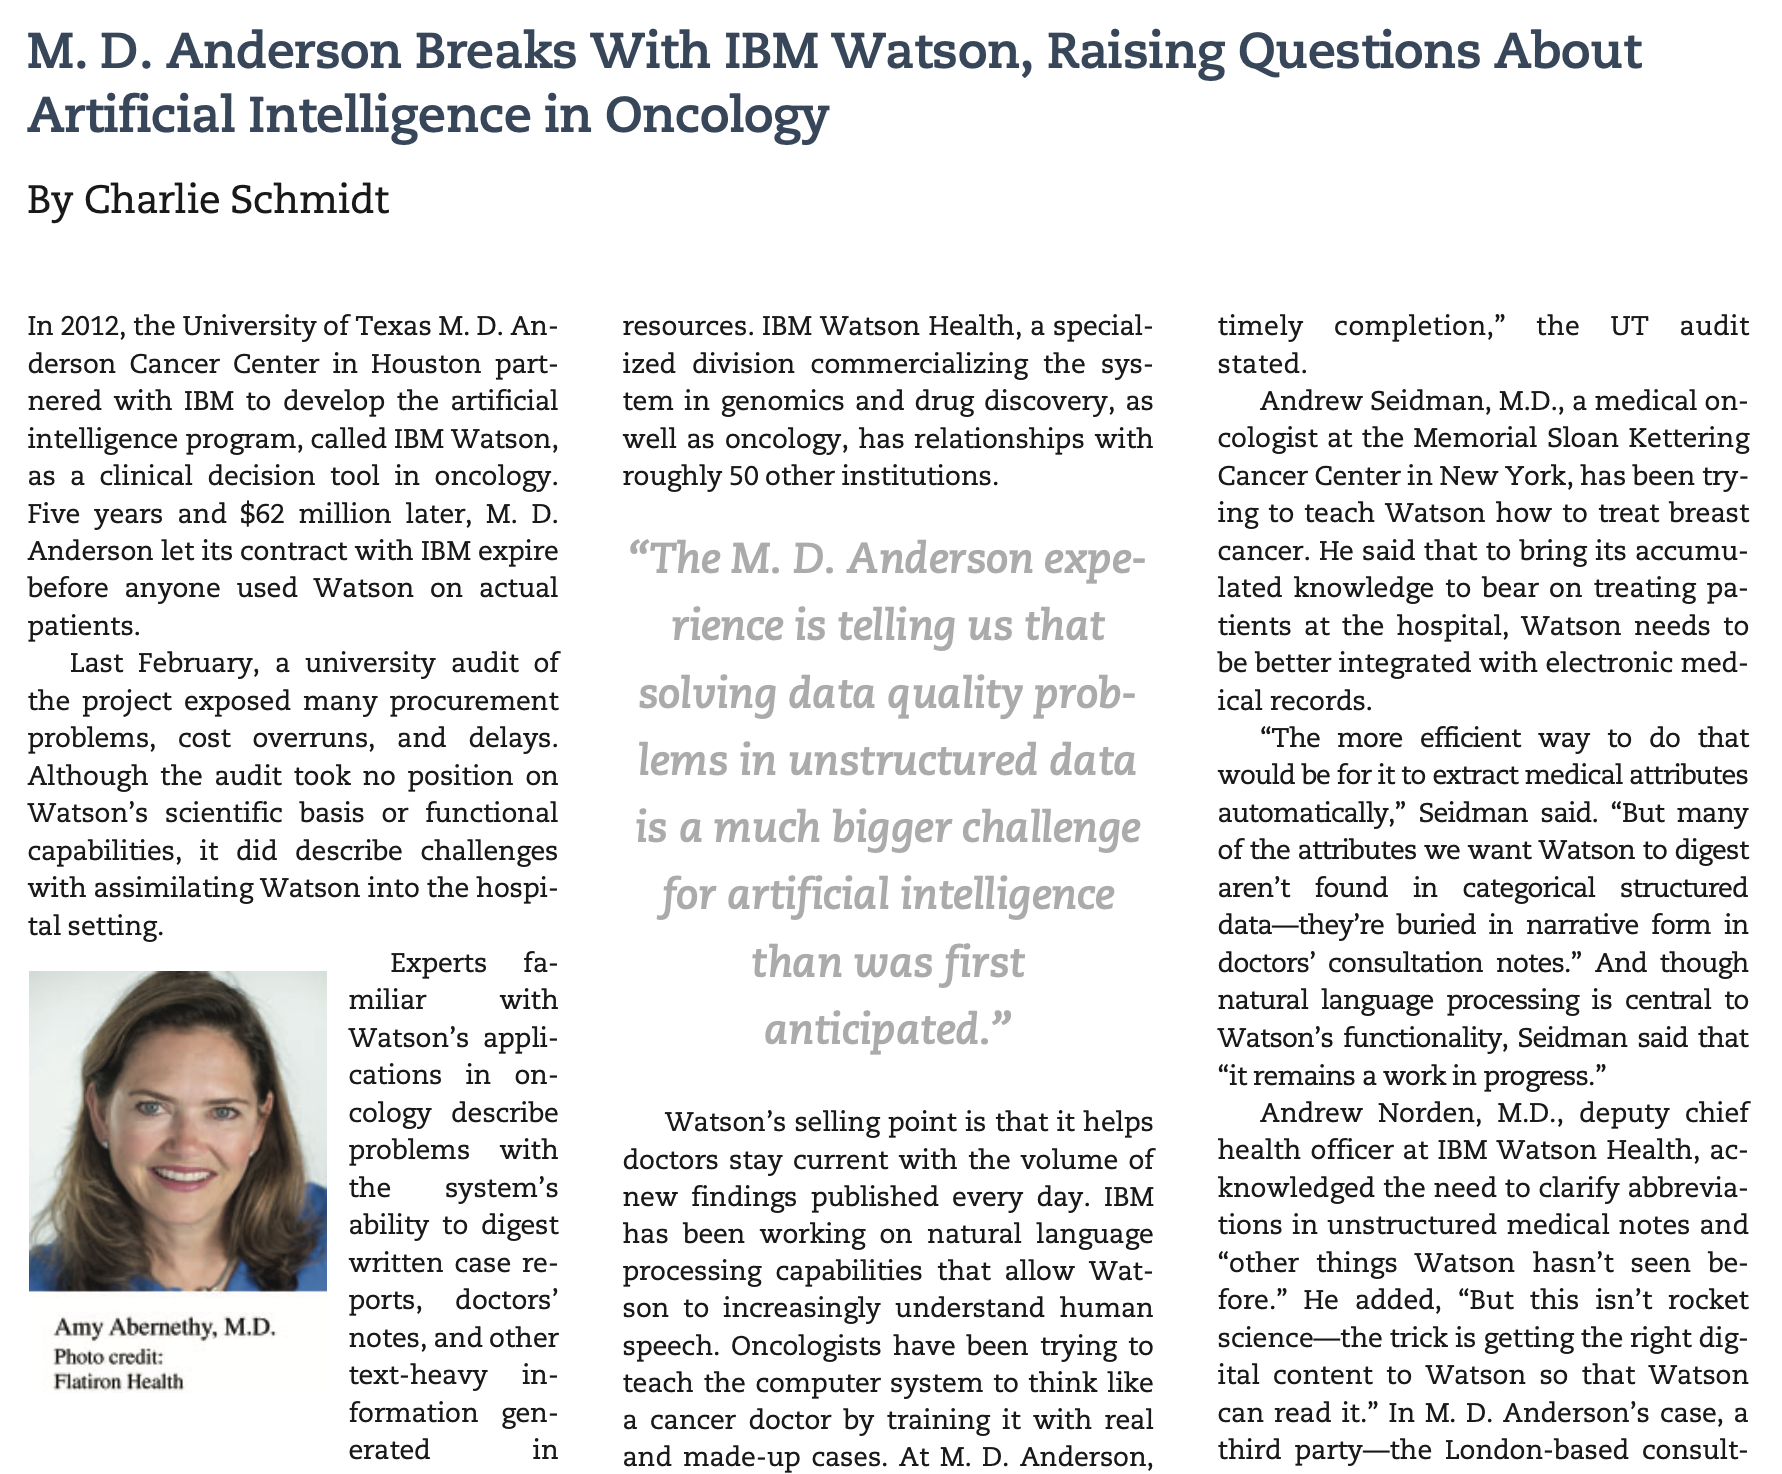 M. D. Anderson Breaks With IBM Watson, Raising Questions About
Artificial Intelligence in Oncology
By Charlie Schmidt
In 2012, the University of Texas M. D. An-
derson Cancer Center in Houston part-
nered with IBM to develop the artificial
intelligence program, called IBM Watson,
as a clinical decision tool in oncology.
Five years and $62 million later, M. D.
Anderson let its contract with IBM expire
before anyone used Watson on actual
patients.
Last February, a university audit of
the project exposed many procurement
problems, cost overruns, and delays.
Although the audit took no position on
Watson’s scientific basis or functional
capabilities, it did describe challenges
with assimilating Watson into the hospi-
tal setting.
Experts fa-
miliar with
Watson’s appli-
cations in on-
cology describe
problems with
the system’s
ability to digest
written case re-
ports, doctors’
notes, and other
text-heavy in-
formation gen-
erated in
Amy Abernethy, M.D.
Photo credit:
Flatiron Health
resources. IBM Watson Health, a special-
ized division commercializing the sys-
tem in genomics and drug discovery, as
well as oncology, has relationships with
roughly 50 other institutions.
“The M. D. Anderson expe-
rience is telling us that
solving data quality prob-
lems in unstructured data
is a much bigger challenge
for artificial intelligence
than was first
anticipated.”
Watson’s selling point is that it helps
doctors stay current with the volume of
new findings published every day. IBM
has been working on natural language
processing capabilities that allow Wat-
son to increasingly understand human
speech. Oncologists have been trying to
teach the computer system to think like
a cancer doctor by training it with real
and made-up cases. At M. D. Anderson,
timely completion,” the UT audit
stated.
Andrew Seidman, M.D., a medical on-
cologist at the Memorial Sloan Kettering
Cancer Center in New York, has been try-
ing to teach Watson how to treat breast
cancer. He said that to bring its accumu-
lated knowledge to bear on treating pa-
tients at the hospital, Watson needs to
be better integrated with electronic med-
ical records.
“The more efficient way to do that
would be for it to extract medical attributes
automatically,” Seidman said. “But many
of the attributes we want Watson to digest
aren’t found in categorical structured
data—they’re buried in narrative form in
doctors’ consultation notes.” And though
natural language processing is central to
Watson’s functionality, Seidman said that
“it remains a work in progress.”
Andrew Norden, M.D., deputy chief
health officer at IBM Watson Health, ac-
knowledged the need to clarify abbrevia-
tions in unstructured medical notes and
“other things Watson hasn’t seen be-
fore.” He added, “But this isn’t rocket
science—the trick is getting the right dig-
ital content to Watson so that Watson
can read it.” In M. D. Anderson’s case, a
third party—the London-based consult-